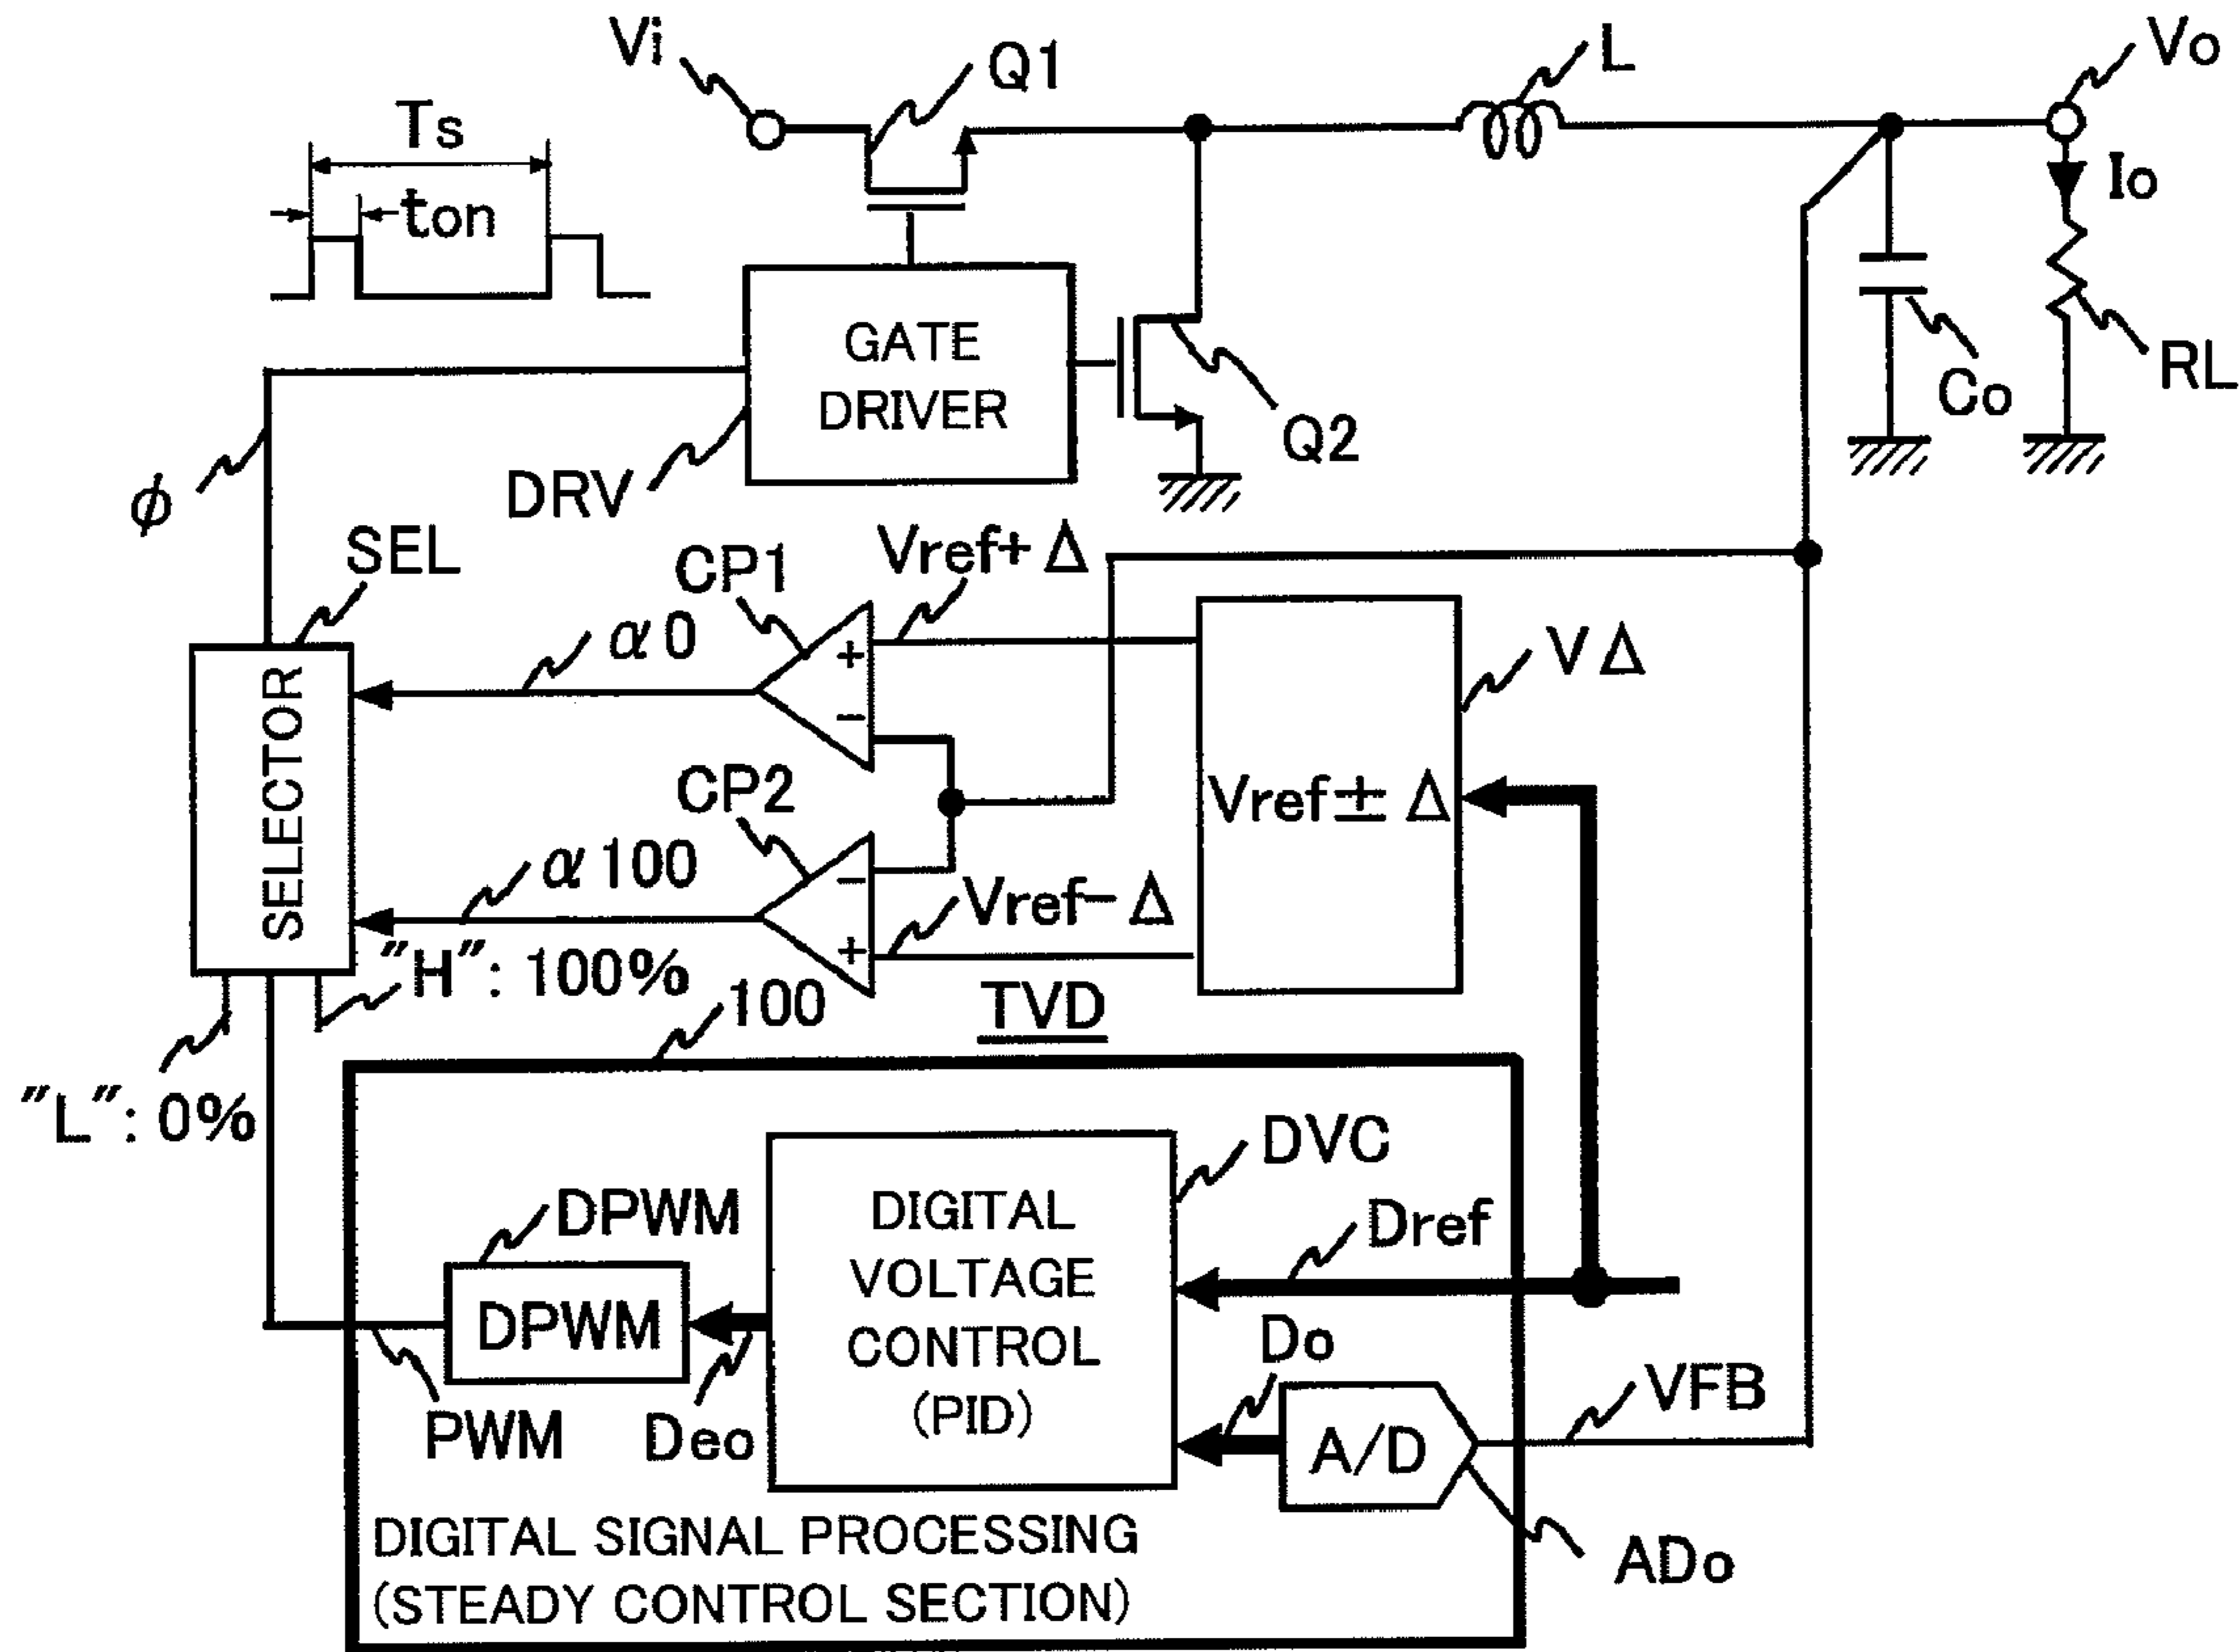 Vi
Q1
L
Vo
Ts
ton
Io
GATE
DRIVER
Co
RL
Q2
DRV
ϕ
SEL
CP1
Vref+Δ
α0
VΔ
SELECTOR
CP2
Vref±Δ
α100
Vref-Δ
"H":100%
100
TVD
"L":0%
DVC
DPWM
DIGITAL
VOLTAGE
CONTROL
(PID)
Dref
DPWM
Do
VFB
PWM
Deo
A/D
DIGITAL SIGNAL PROCESSING
(STEADY CONTROL SECTION)
ADo
+
−
−
+